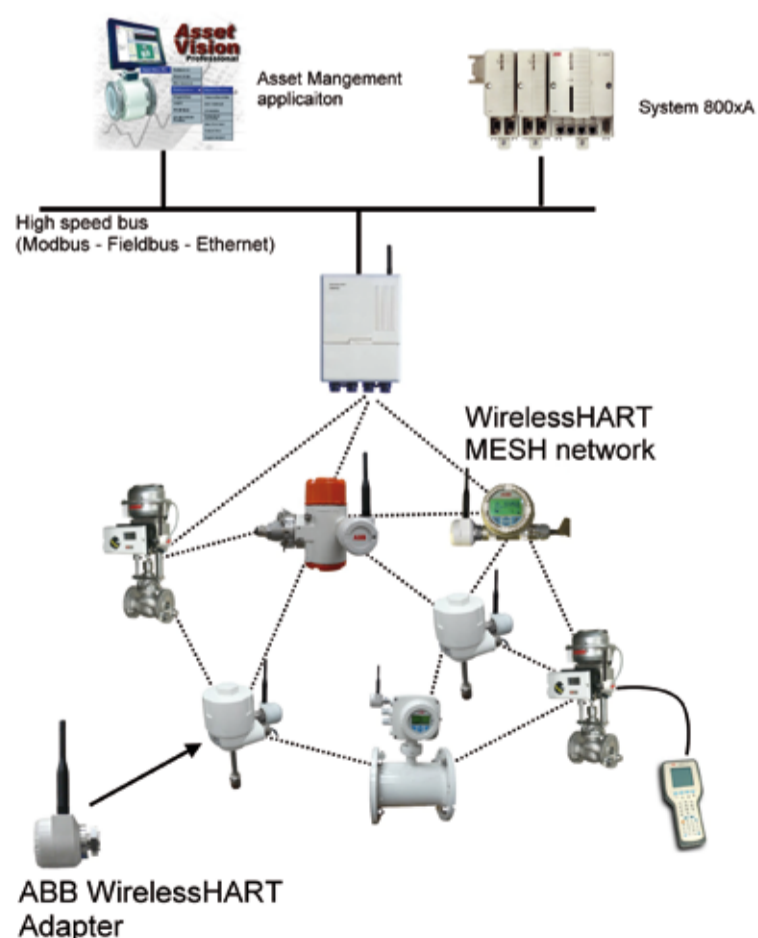 Asset
Vision
Professional
Asset Mangement
applicaiton
System 800xA
High speed bus
(Modbus - Fieldbus - Ethernet)
WirelessHART
MESH network
ABB
ABB WirelessHART
Adapter